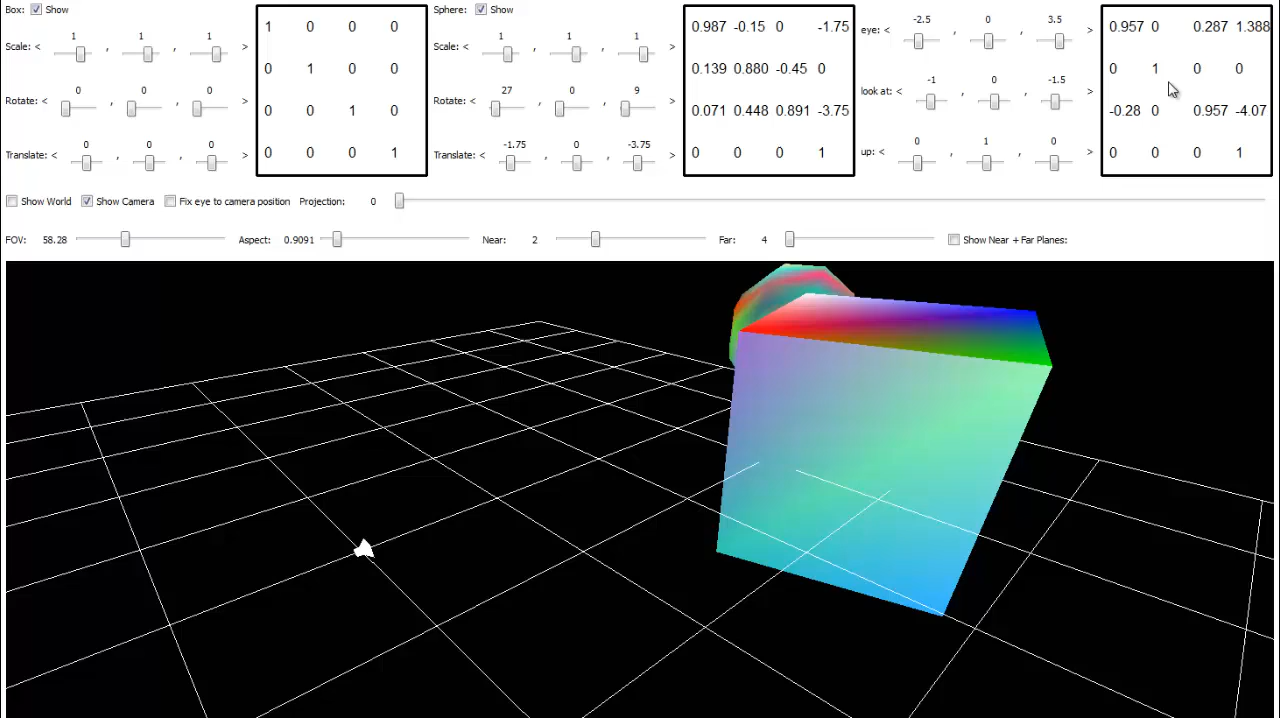 Box: Show
1 1 1
Scale: < , , >
0 0 0
Rotate: < , , >
0 0 0
Translate: < , , >
1 0 0 0
0 1 0 0
0 0 1 0
0 0 0 1
Sphere: Show
1 1 1
Scale: < , , >
27 0 9
Rotate: < , , >
-1.75 0 -3.75
Translate: < , , >
0.987 -0.15 0 -1.75
0.139 0.880 -0.45 0
0.071 0.448 0.891 -3.75
0 0 0 1
-2.5 0 3.5
eye: < , , >
-1 0 -1.5
look at: < , , >
0 1 0
up: < , , >
0.957 0 0.287 1.388
0 1 0 0
-0.28 0 0.957 -4.07
0 0 0 1
Show World Show Camera Fix eye to camera position Projection: 0
FOV: 58.28 Aspect: 0.9091 Near: 2 Far: 4 Show Near + Far Planes: